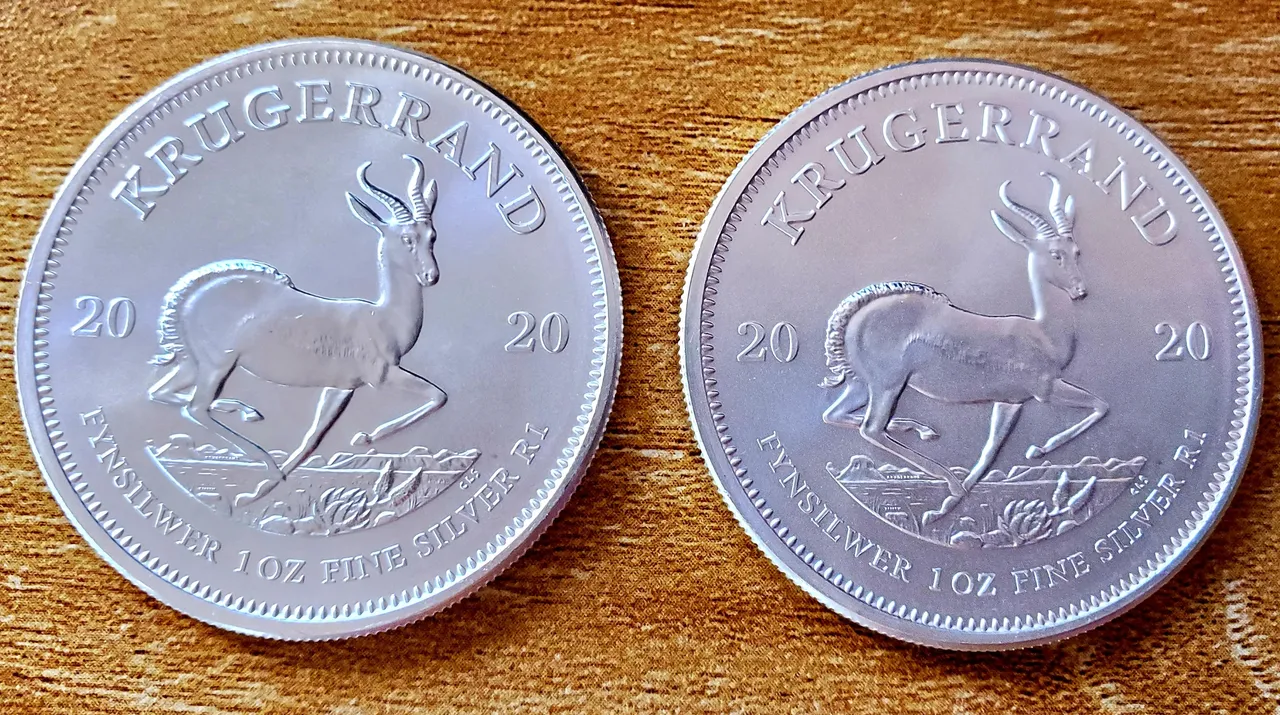 KRUGERRAND
20 20
FYNSILWER 1 OZ FINE SILVER R1
KRUGERRAND
20 20
FYNSILWER 1 OZ FINE SILVER R1